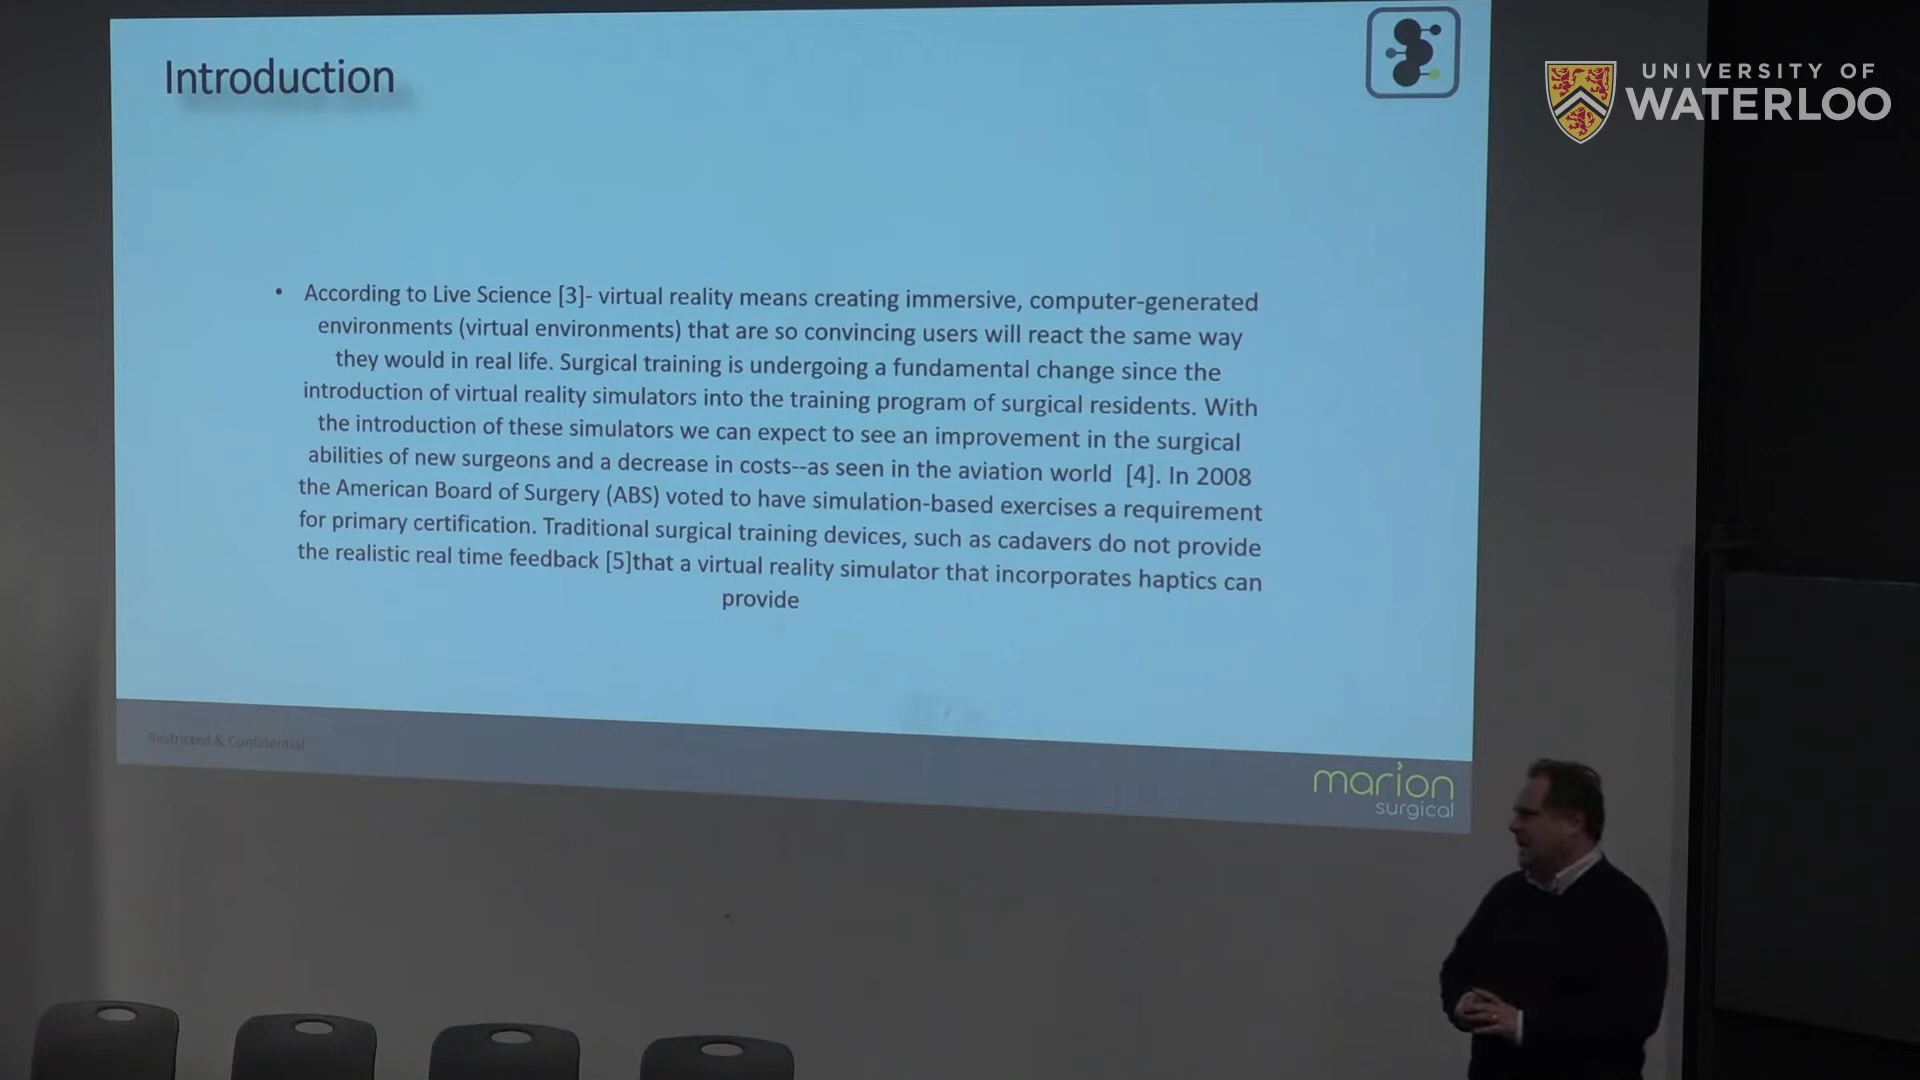 Introduction
UNIVERSITY OF
WATERLOO
• According to Live Science [3]- virtual reality means creating immersive, computer-generated
environments (virtual environments) that are so convincing users will react the same way
they would in real life. Surgical training is undergoing a fundamental change since the
introduction of virtual reality simulators into the training program of surgical residents. With
the introduction of these simulators we can expect to see an improvement in the surgical
abilities of new surgeons and a decrease in costs--as seen in the aviation world [4]. In 2008
the American Board of Surgery (ABS) voted to have simulation-based exercises a requirement
for primary certification. Traditional surgical training devices, such as cadavers do not provide
the realistic real time feedback [5]that a virtual reality simulator that incorporates haptics can
provide
Restricted & Confidential
marion
surgical